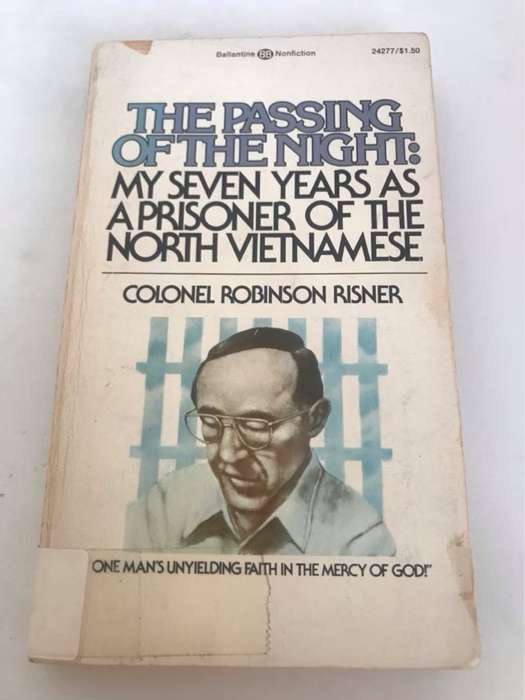 Ballantine BB Nonfiction 24277/$1.50
THE PASSING
OF THE NIGHT:
MY SEVEN YEARS AS
A PRISONER OF THE
NORTH VIETNAMESE
COLONEL ROBINSON RISNER
ONE MAN'S UNYIELDING FAITH IN THE MERCY OF GOD!"